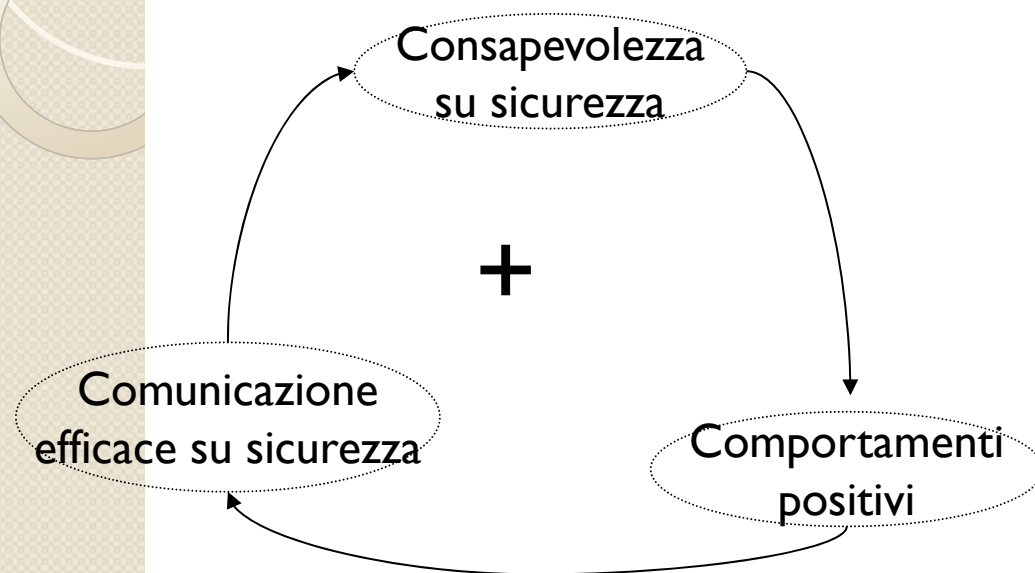 Consapevolezza
su sicurezza
+
Comunicazione
efficace su sicurezza
Comportamenti
positivi